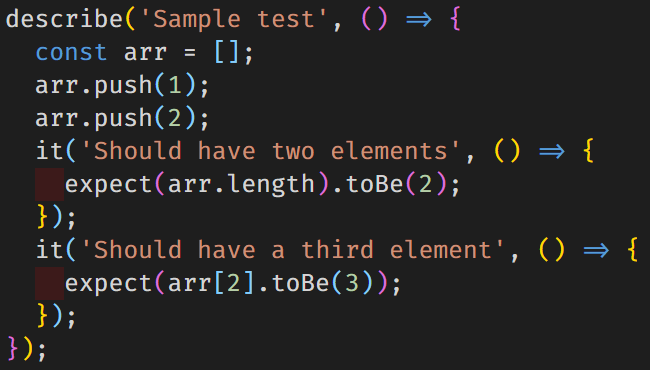 describe('Sample test', () => {
  const arr = [];
  arr.push(1);
  arr.push(2);
  it('Should have two elements', () => {
    expect(arr.length).toBe(2);
  });
  it('Should have a third element', () => {
    expect(arr[2].toBe(3));
  });
});